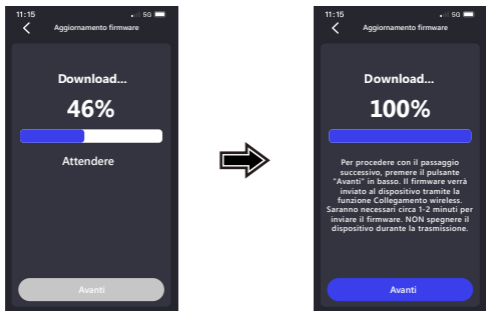 11:15
5G
Aggiornamento firmware
Download...
46%
Attendere
Avanti
11:15
5G
Aggiornamento firmware
Download...
100%
Per procedere con il passaggio
successivo, premere il pulsante
"Avanti" in basso. Il firmware verrà
inviato al dispositivo tramite la
funzione Collegamento wireless.
Saranno necessari circa 1-2 minuti per
inviare il firmware. NON spegnere il
dispositivo durante la trasmissione.
Avanti